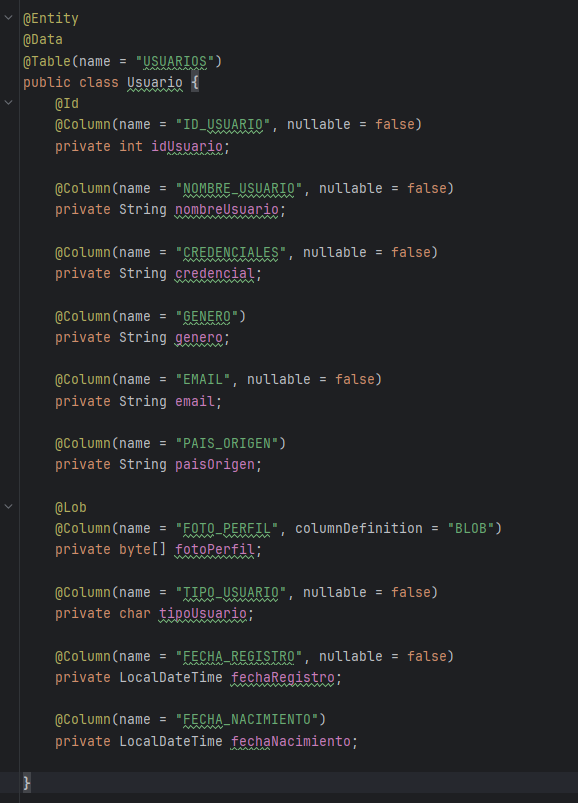 @Entity
@Data
@Table(name = "USUARIOS")
public class Usuario {
@Id
@Column(name = "ID_USUARIO", nullable = false)
private int idUsuario;
@Column(name = "NOMBRE_USUARIO", nullable = false)
private String nombreUsuario;
@Column(name = "CREDENCIALES", nullable = false)
private String credencial;
@Column(name = "GENERO")
private String genero;
@Column(name = "EMAIL", nullable = false)
private String email;
@Column(name = "PAIS_ORIGEN")
private String paisOrigen;
@Lob
@Column(name = "FOTO_PERFIL", columnDefinition = "BLOB")
private byte[] fotoPerfil;
@Column(name = "TIPO_USUARIO", nullable = false)
private char tipoUsuario;
@Column(name = "FECHA_REGISTRO", nullable = false)
private LocalDateTime fechaRegistro;
@Column(name = "FECHA_NACIMIENTO")
private LocalDateTime fechaNacimiento;
}